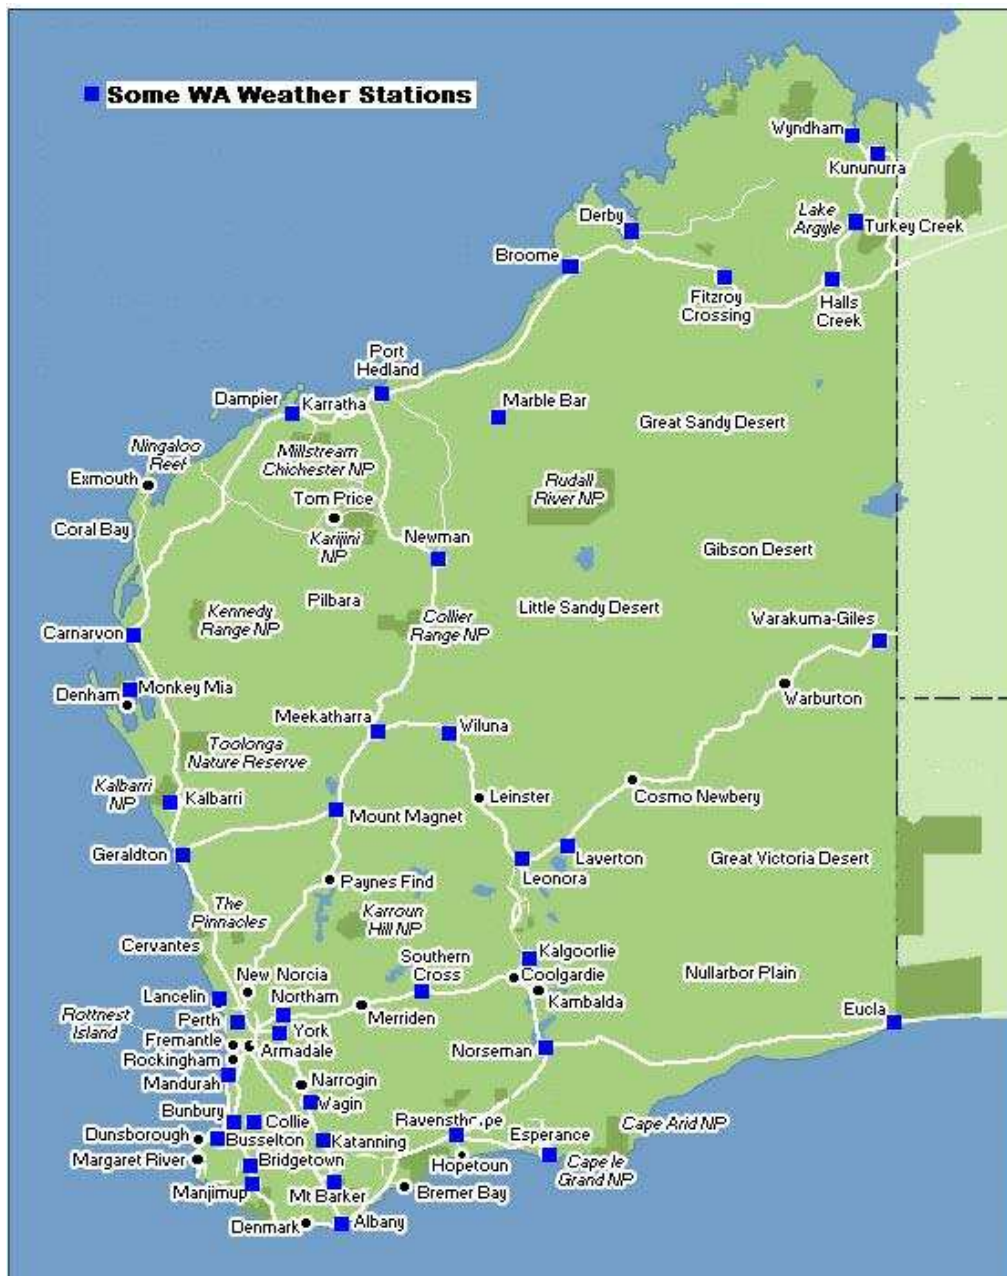 Some WA Weather Stations
Wyndham
Kununurra
Lake
Argyle
Turkey Creek
Derby
Broome
Fitzroy
Crossing
Halls
Creek
Port
Hedland
Dampier
Karratha
Marble Bar
Great Sandy Desert
Ningaloo
Reef
Millstream
Chichester NP
Exmouth
Tom Price
Rudall
River NP
Coral Bay
Karijini
NP
Newman
Gibson Desert
Pilbara
Kennedy
Range NP
Collier
Range NP
Little Sandy Desert
Warakurna-Giles
Carnarvon
Monkey Mia
Denham
Warburton
Meekatharra
Wiluna
Toolonga
Nature Reserve
Kalbarri
NP
Kalbarri
Leinster
Cosmo Newbery
Mount Magnet
Geraldton
Laverton
Leonora
Great Victoria Desert
Paynes Find
The
Pinnacles
Karroun
Hill NP
Cervantes
Southern
Cross
Kalgoorlie
New Norcia
Coolgardie
Nullarbor Plain
Lancelin
Northam
Kambalda
Rottnest
Island
Perth
Merriden
Eucla
York
Fremantle
Armadale
Norseman
Rockingham
Mandurah
Narrogin
Wagin
Bunbury
Collie
Ravensthorpe
Esperance
Cape Arid NP
Dunsborough
Busselton
Katanning
Margaret River
Bridgetown
Hopetoun
Cape le
Grand NP
Manjimup
Mt Barker
Bremer Bay
Denmark
Albany